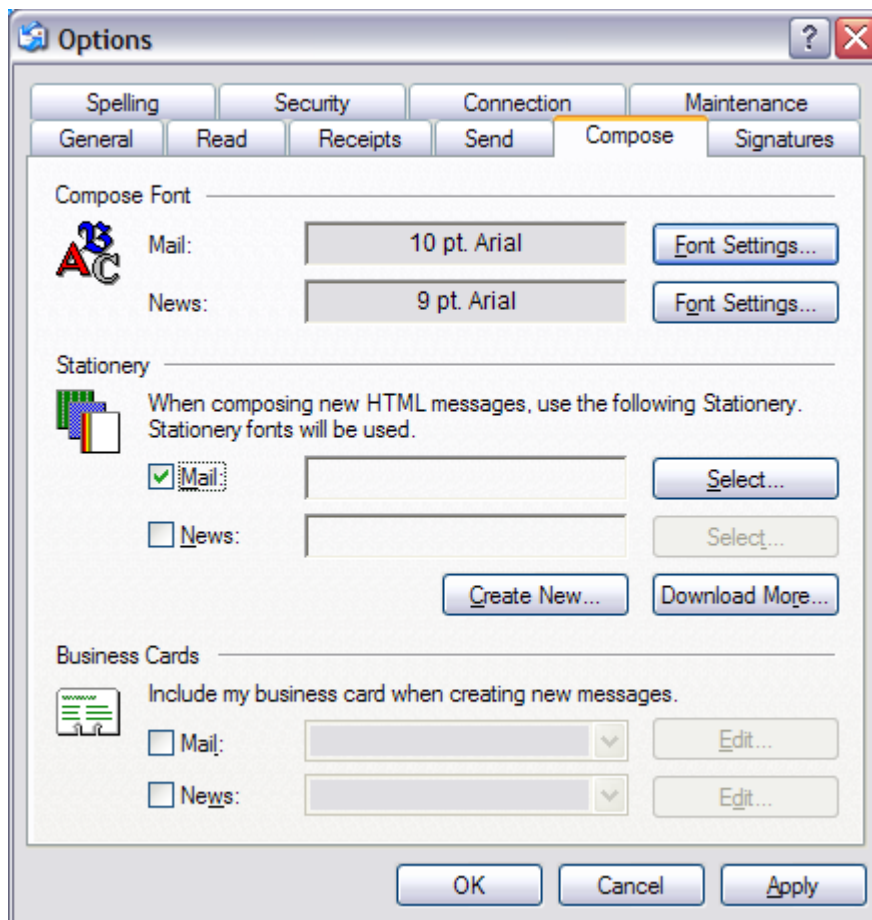 Options
Spelling Security Connection Maintenance
General Read Receipts Send Compose Signatures
Compose Font
Mail: 10 pt. Arial Font Settings...
News: 9 pt. Arial Font Settings...
Stationery
When composing new HTML messages, use the following Stationery.
Stationery fonts will be used.
Mail: Select...
News: Select...
Create New... Download More...
Business Cards
Include my business card when creating new messages.
Mail: Edit...
News: Edit...
OK Cancel Apply